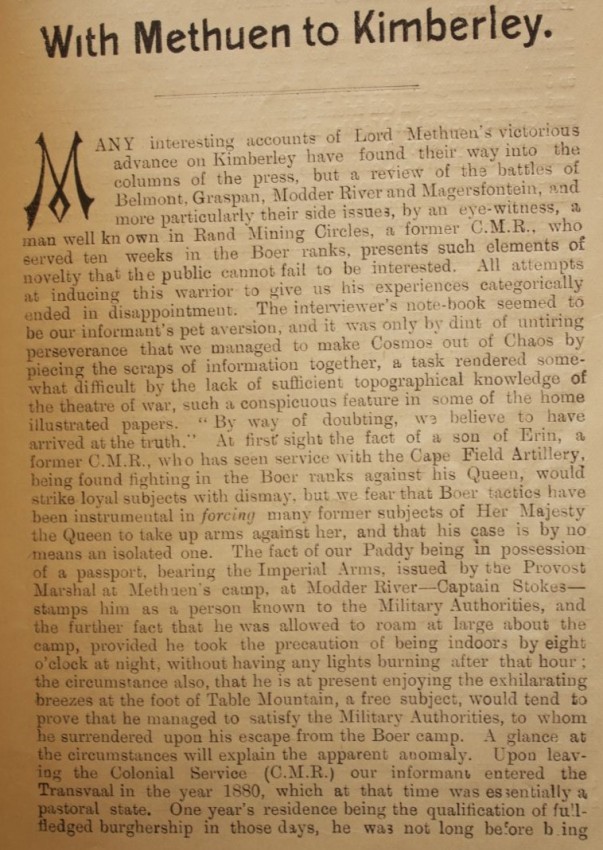 With Methuen to Kimberley.
MANY interesting accounts of Lord Methuen's victorious
advance on Kimberley have found their way into the
columns of the press, but a review of the battles of
Belmont, Graspan, Modder River and Magersfontein, and
more particularly their side issues, by an eye-witness, a
man well kn own in Rand Mining Circles, a former C.M.R., who
served ten weeks in the Boer ranks, presents such elements of
novelty that the public cannot fail to be interested. All attempts
at inducing this warrior to give us his experiences categorically
ended in disappointment. The interviewer's note-book seemed to
be our informant's pet aversion, and it was only by dint of untiring
perseverance that we managed to make Cosmos out of Chaos by
piecing the scraps of information together, a task rendered some-
what difficult by the lack of sufficient topographical knowledge of
the theatre of war, such a conspicuous feature in some of the home
illustrated papers. "By way of doubting, we believe to have
arrived at the truth." At first sight the fact of a son of Erin, a
former C.M.R., who has seen service with the Cape Field Artillery,
being found fighting in the Boer ranks against his Queen, would
strike loyal subjects with dismay, but we fear that Boer tactics have
been instrumental in forcing many former subjects of Her Majesty
the Queen to take up arms against her, and that his case is by no
means an isolated one. The fact of our Paddy being in possession
of a passport, bearing the Imperial Arms, issued by the Provost
Marshal at Methuen's camp, at Modder River—Captain Stokes—
stamps him as a person known to the Military Authorities, and
the further fact that he was allowed to roam at large about the
camp, provided he took the precaution of being indoors by eight
o'clock at night, without having any lights burning after that hour;
the circumstance also, that he is at present enjoying the exhilarating
breezes at the foot of Table Mountain, a free subject, would tend to
prove that he managed to satisfy the Military Authorities, to whom
he surrendered upon his escape from the Boer camp. A glance at
the circumstances will explain the apparent anomaly. Upon leav-
ing the Colonial Service (C.M.R.) our informant entered the
Transvaal in the year 1880, which at that time was essentially a
pastoral state. One year's residence being the qualification of full-
fledged burghership in those days, he was not long before b ing